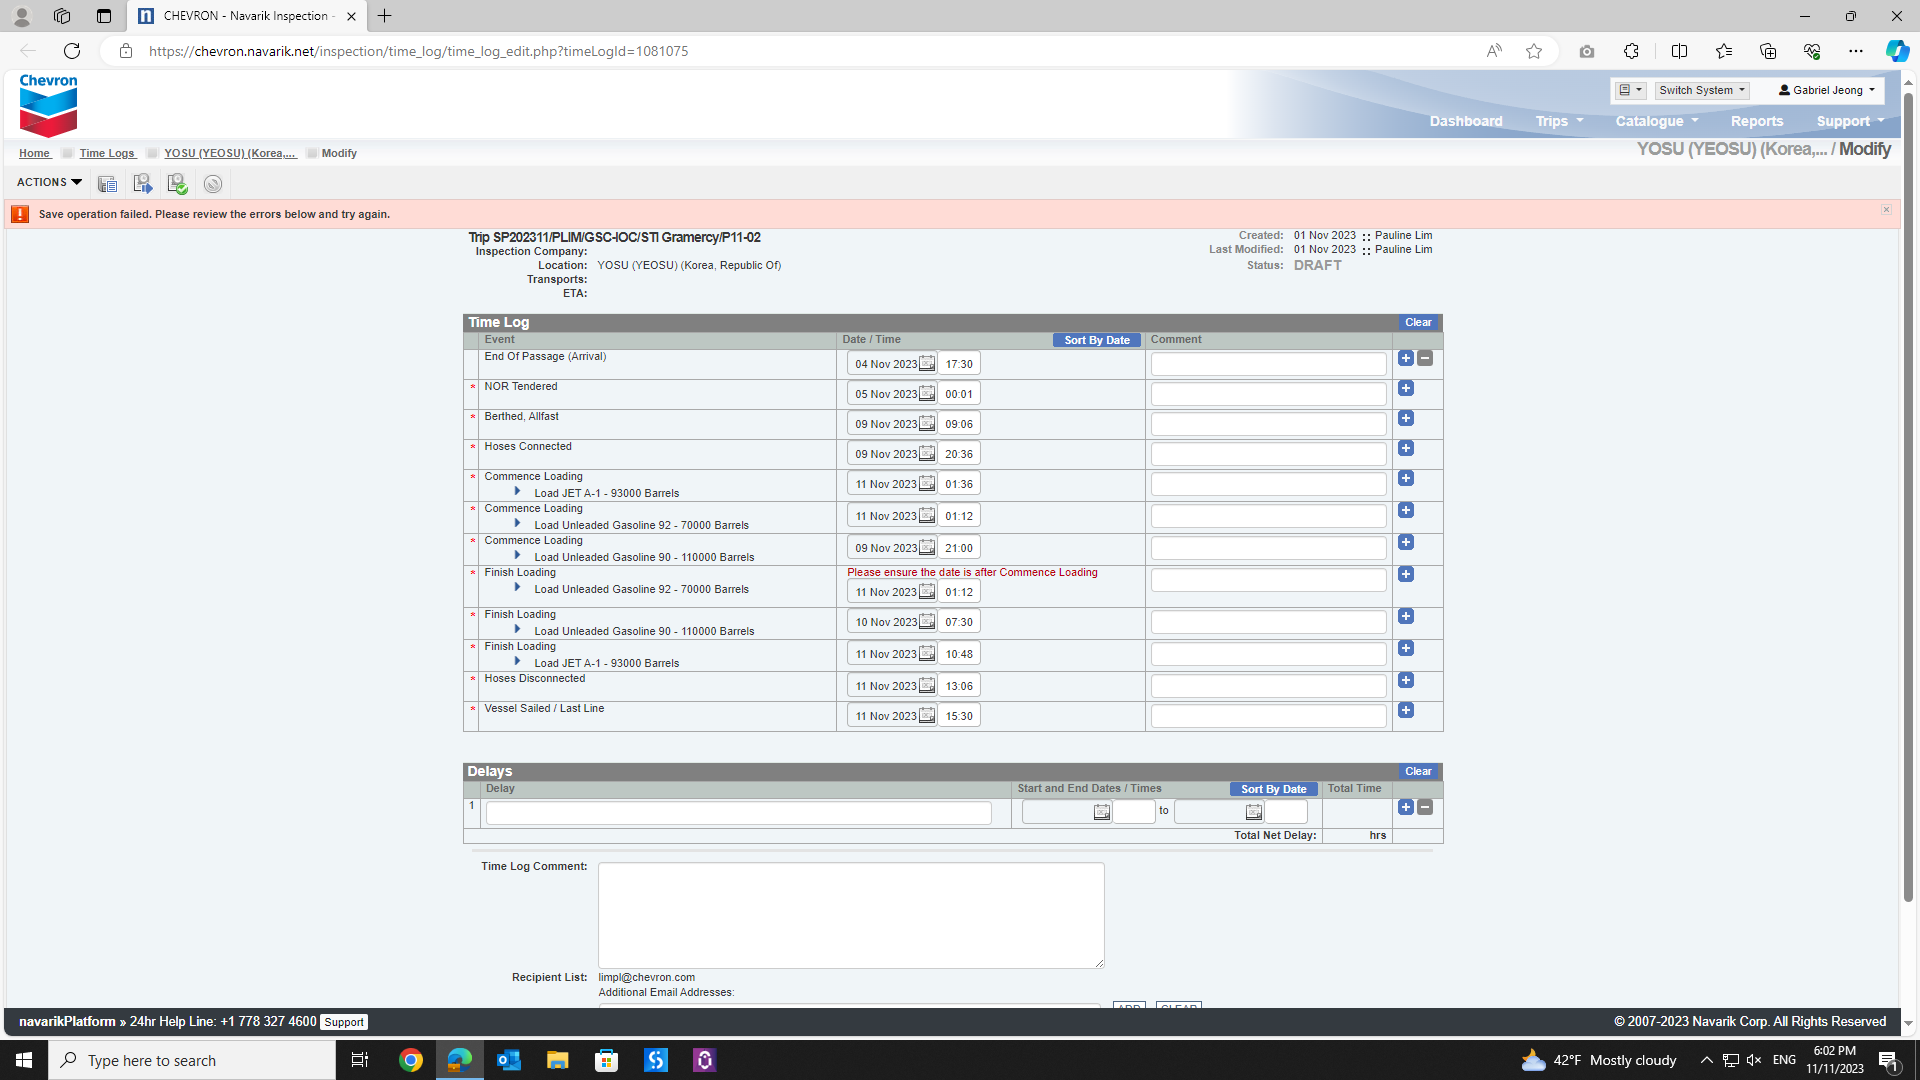 CHEVRON - Navarik Inspection -
https://chevron.navarik.net/inspection/time_log/time_log_edit.php?timeLogId=1081075
Chevron
Switch System
Gabriel Jeong
Dashboard Trips Catalogue Reports Support
Home Time Logs YOSU (YEOSU) (Korea,... Modify
YOSU (YEOSU) (Korea,... / Modify
ACTIONS
Save operation failed. Please review the errors below and try again.
Trip SP202311/PLIM/GSC-IOC/STI Gramercy/P11-02
Inspection Company:
Location: YOSU (YEOSU) (Korea, Republic Of)
Transports:
ETA:
Created: 01 Nov 2023 :: Pauline Lim
Last Modified: 01 Nov 2023 :: Pauline Lim
Status: DRAFT
Time Log Clear
Event Date / Time Sort By Date Comment
End Of Passage (Arrival) 04 Nov 2023 17:30
* NOR Tendered 05 Nov 2023 00:01
* Berthed, Allfast 09 Nov 2023 09:06
* Hoses Connected 09 Nov 2023 20:36
* Commence Loading 11 Nov 2023 01:36
Load JET A-1 - 93000 Barrels
* Commence Loading 11 Nov 2023 01:12
Load Unleaded Gasoline 92 - 70000 Barrels
* Commence Loading 09 Nov 2023 21:00
Load Unleaded Gasoline 90 - 110000 Barrels
* Finish Loading Please ensure the date is after Commence Loading
Load Unleaded Gasoline 92 - 70000 Barrels 11 Nov 2023 01:12
* Finish Loading 10 Nov 2023 07:30
Load Unleaded Gasoline 90 - 110000 Barrels
* Finish Loading 11 Nov 2023 10:48
Load JET A-1 - 93000 Barrels
* Hoses Disconnected 11 Nov 2023 13:06
* Vessel Sailed / Last Line 11 Nov 2023 15:30
Delays Clear
Delay Start and End Dates / Times Sort By Date Total Time
1 to
Total Net Delay: hrs
Time Log Comment:
Recipient List: limpl@chevron.com
Additional Email Addresses:
ADD CLEAR
navarikPlatform » 24hr Help Line: +1 778 327 4600 Support
© 2007-2023 Navarik Corp. All Rights Reserved
Type here to search
42°F Mostly cloudy
ENG
6:02 PM
11/11/2023
1